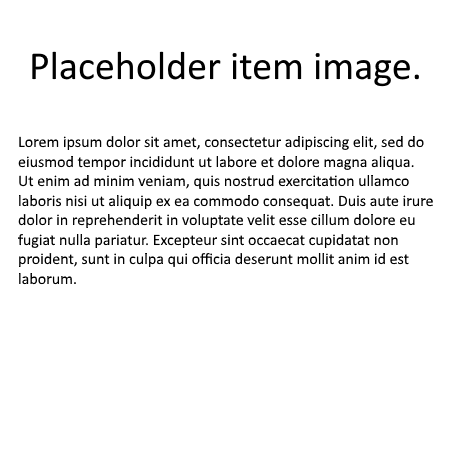 Placeholder item image.
Lorem ipsum dolor sit amet, consectetur adipiscing elit, sed do
eiusmod tempor incididunt ut labore et dolore magna aliqua.
Ut enim ad minim veniam, quis nostrud exercitation ullamco
laboris nisi ut aliquip ex ea commodo consequat. Duis aute irure
dolor in reprehenderit in voluptate velit esse cillum dolore eu
fugiat nulla pariatur. Excepteur sint occaecat cupidatat non
proident, sunt in culpa qui officia deserunt mollit anim id est
laborum.